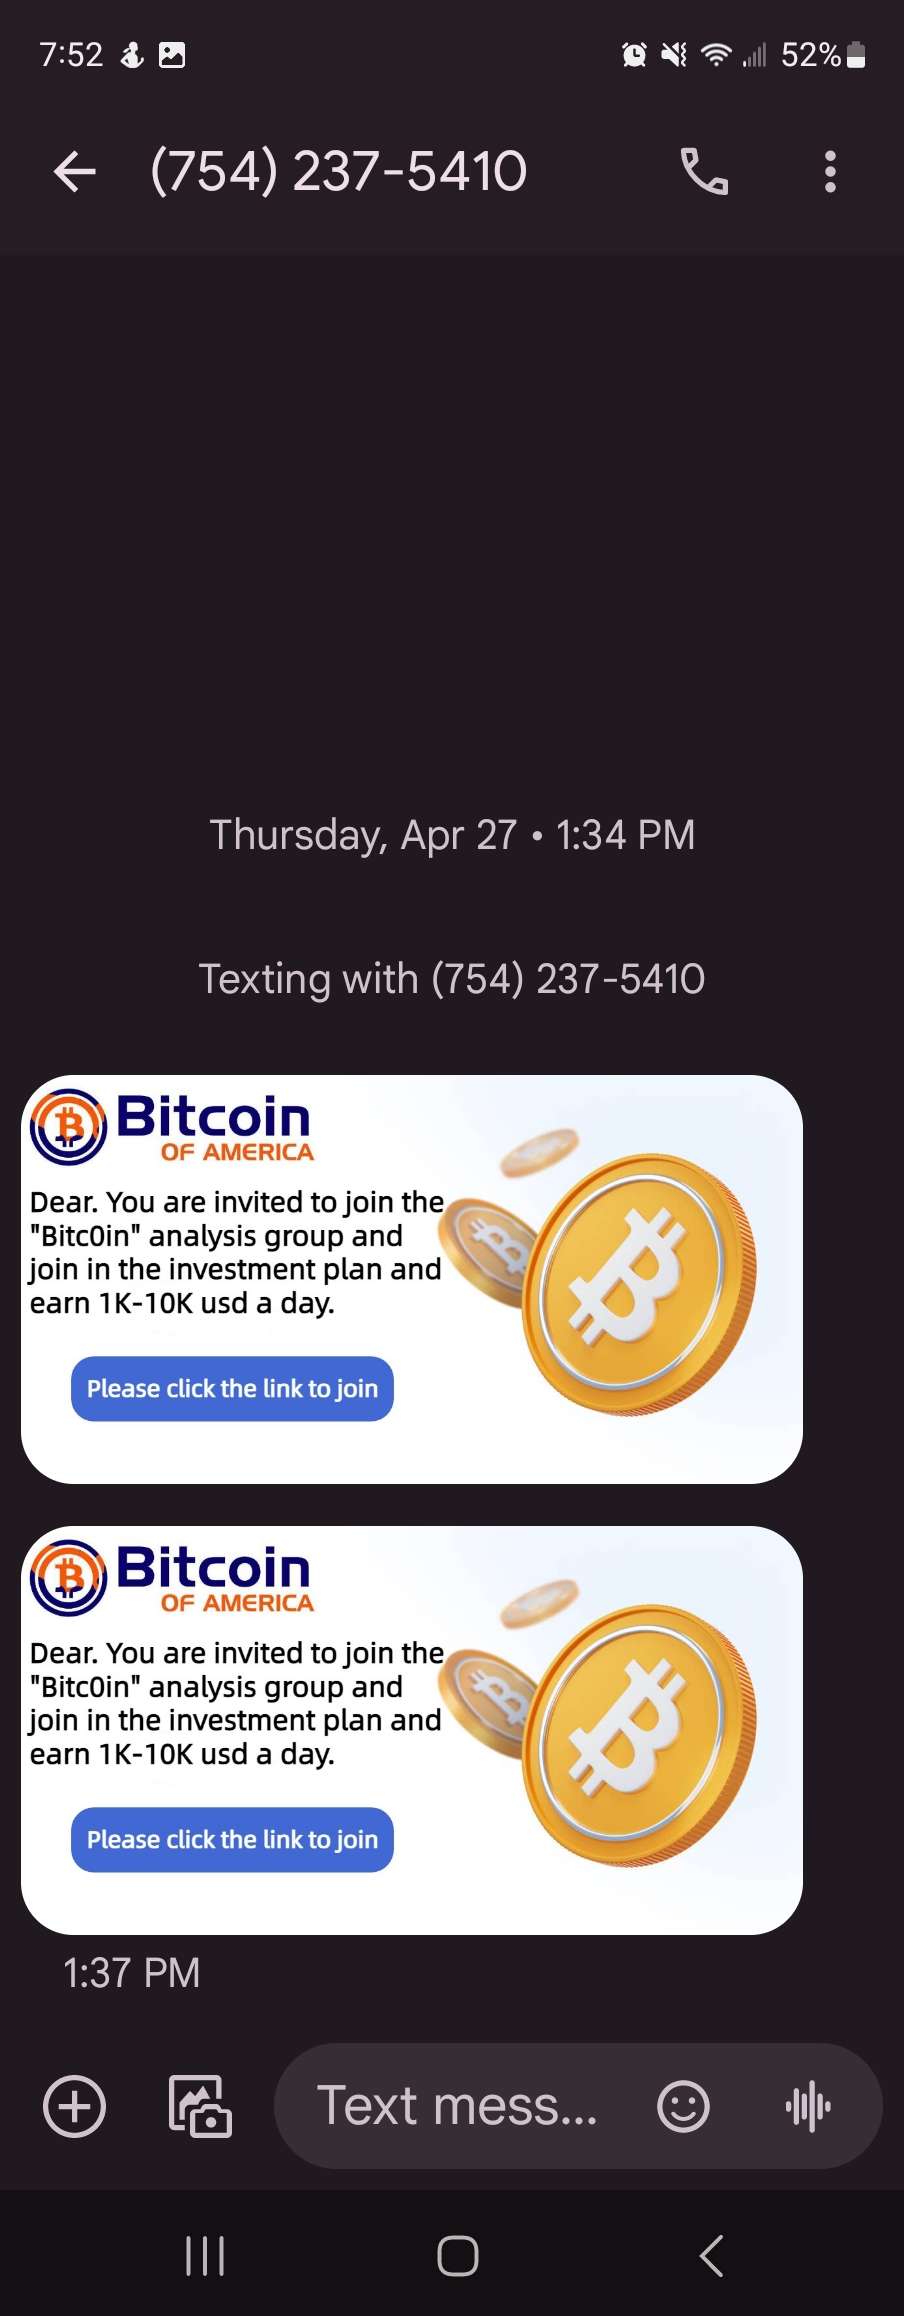 7:52 52%
(754) 237-5410
Thursday, Apr 27 • 1:34 PM
Texting with (754) 237-5410
Bitcoin
OF AMERICA
Dear. You are invited to join the
"Bitc0in" analysis group and
join in the investment plan and
earn 1K-10K usd a day.
Please click the link to join
Bitcoin
OF AMERICA
Dear. You are invited to join the
"Bitc0in" analysis group and
join in the investment plan and
earn 1K-10K usd a day.
Please click the link to join
1:37 PM
Text mess...